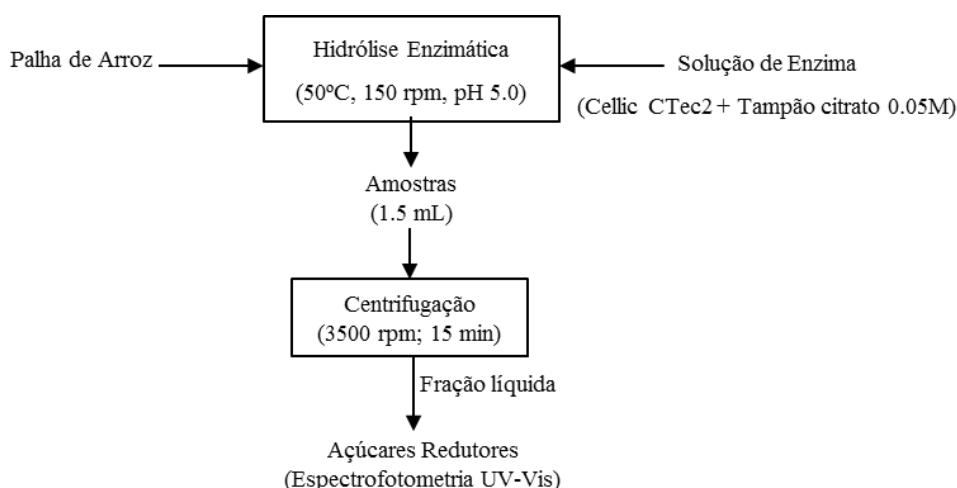 Palha de Arroz
Hidrólise Enzimática
(50ºC, 150 rpm, pH 5.0)
Solução de Enzima
(Cellic CTec2 + Tampão citrato 0.05M)
Amostras
(1.5 mL)
Centrifugação
(3500 rpm; 15 min)
Fração líquida
Açúcares Redutores
(Espectrofotometria UV-Vis)